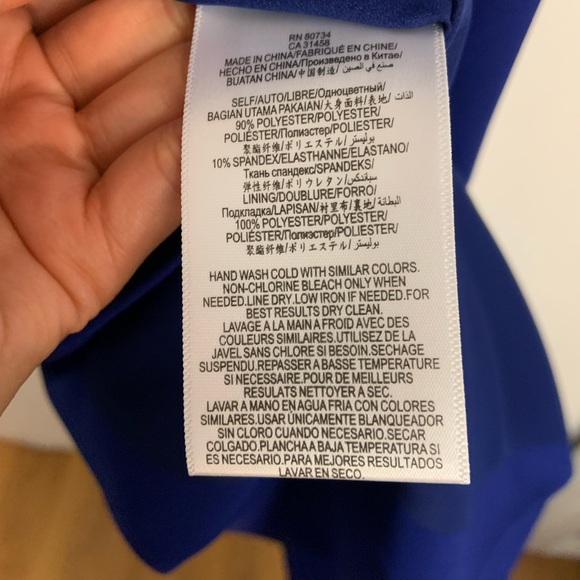 RN 80734
CA 31458
MADE IN CHINA/FABRIQUÉ EN CHINE/
HECHO EN CHINA/Произведено в Китае/
BUATAN CHINA/中国制造/ صنع في الصين/
SELF/AUTO/LIBRE/Одноцветный/
BAGIAN UTAMA PAKAIAN/大身面料/表地/ الذات/
90% POLYESTER/POLYESTER/
POLIÉSTER/Полиэстер/POLIESTER/
聚酯纤维/ポリエステル/ بوليستر/
10% SPANDEX/ELASTHANNE/ELASTANO/
Ткань спандекс/SPANDEKS/
弹性纤维/ポリウレタン/ سباندكس/
LINING/DOUBLURE/FORRO/
Подкладка/LAPISAN/衬里布/裏地/ البطانة/
100% POLYESTER/POLYESTER/
POLIÉSTER/Полиэстер/POLIESTER/
聚酯纤维/ポリエステル/ بوليستر/
HAND WASH COLD WITH SIMILAR COLORS.
NON-CHLORINE BLEACH ONLY WHEN
NEEDED.LINE DRY.LOW IRON IF NEEDED.FOR
BEST RESULTS DRY CLEAN.
LAVAGE A LA MAIN A FROID AVEC DES
COULEURS SIMILAIRES.UTILISEZ DE LA
JAVEL SANS CHLORE SI BESOIN.SECHAGE
SUSPENDU.REPASSER A BASSE TEMPERATURE
SI NECESSAIRE.POUR DE MEILLEURS
RESULATS NETTOYER A SEC.
LAVAR A MANO EN AGUA FRIA CON COLORES
SIMILARES.USAR ÚNICAMENTE BLANQUEADOR
SIN CLORO CUANDO NECESARIO.SECAR
COLGADO.PLANCHA A BAJA TEMPERATURA SI
ES NECESARIO.PARA MEJORES RESULTADOS
LAVAR EN SECO.